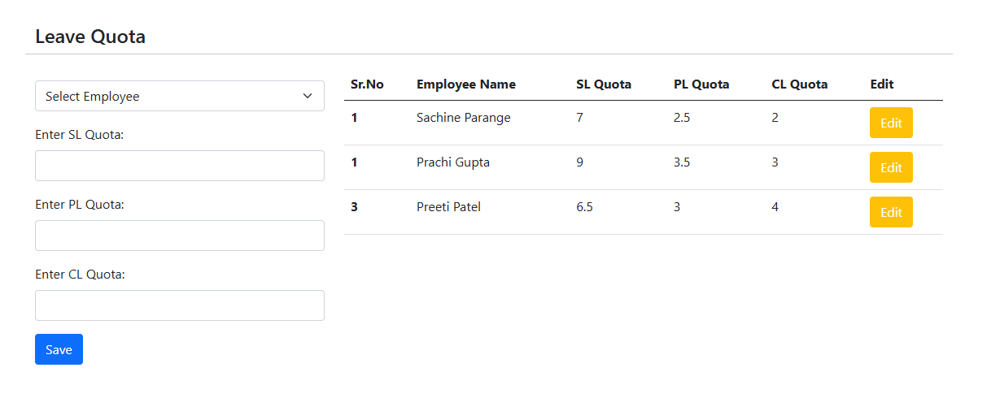 Leave Quota
Select Employee
Enter SL Quota:
Enter PL Quota:
Enter CL Quota:
Save
Sr.No Employee Name SL Quota PL Quota CL Quota Edit
1 Sachine Parange 7 2.5 2 Edit
1 Prachi Gupta 9 3.5 3 Edit
3 Preeti Patel 6.5 3 4 Edit